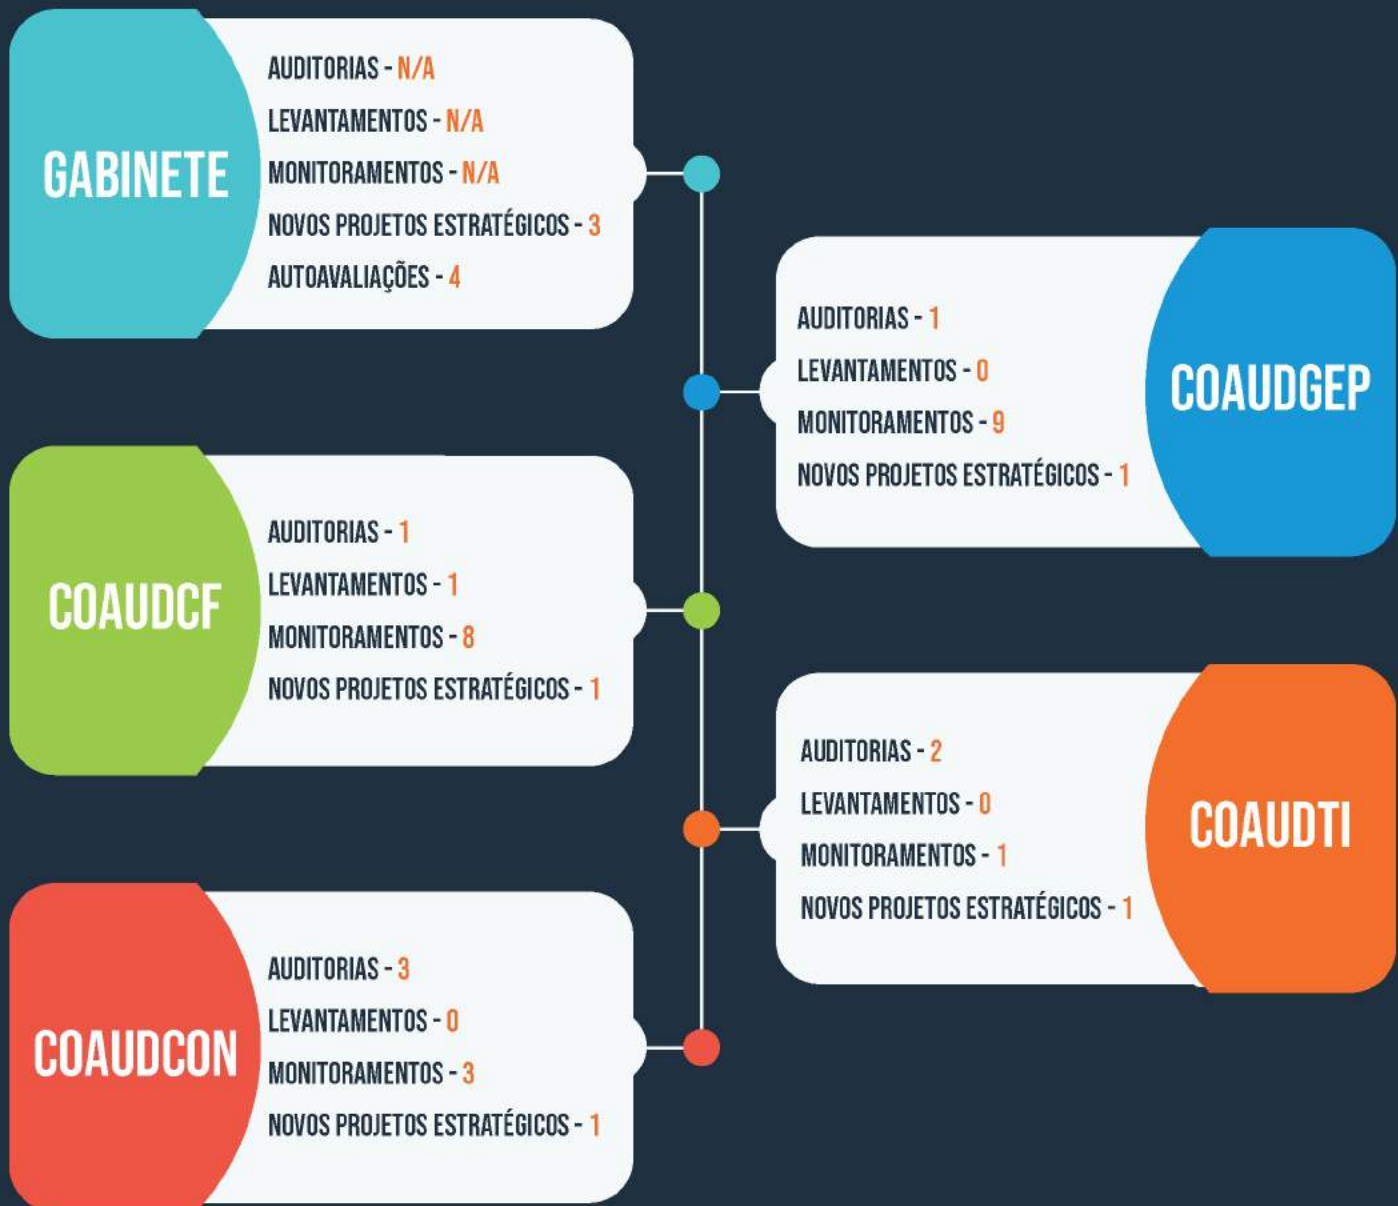 GABINETE
AUDITORIAS - N/A
LEVANTAMENTOS - N/A
MONITORAMENTOS - N/A
NOVOS PROJETOS ESTRATÉGICOS - 3
AUTOAVALIAÇÕES - 4
AUDITORIAS - 1
LEVANTAMENTOS - 0
MONITORAMENTOS - 9
NOVOS PROJETOS ESTRATÉGICOS - 1
COAUDGEP
COAUDCF
AUDITORIAS - 1
LEVANTAMENTOS - 1
MONITORAMENTOS - 8
NOVOS PROJETOS ESTRATÉGICOS - 1
AUDITORIAS - 2
LEVANTAMENTOS - 0
MONITORAMENTOS - 1
NOVOS PROJETOS ESTRATÉGICOS - 1
COAUDTI
COAUDCON
AUDITORIAS - 3
LEVANTAMENTOS - 0
MONITORAMENTOS - 3
NOVOS PROJETOS ESTRATÉGICOS - 1